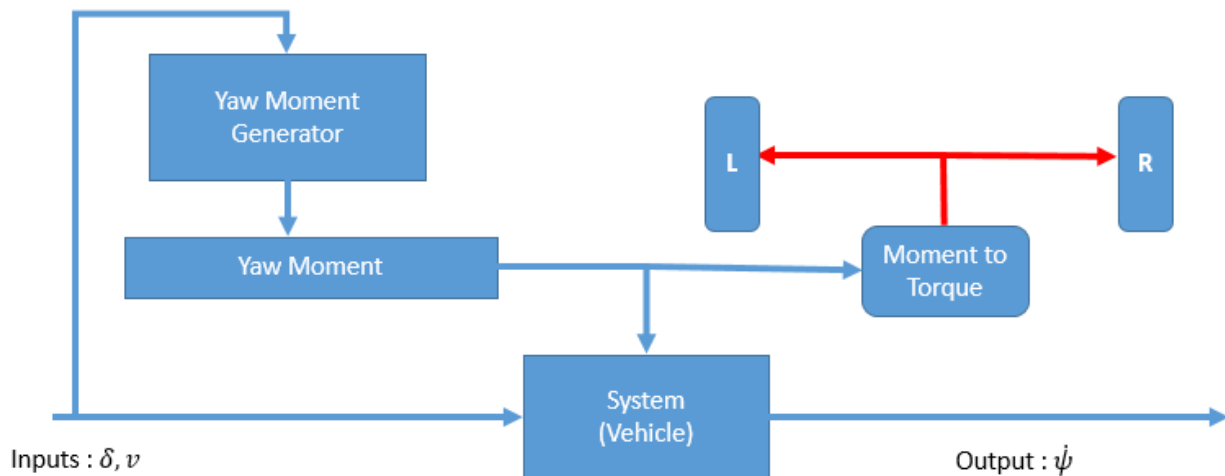 Yaw Moment
Generator
L
R
Yaw Moment
Moment to
Torque
System
(Vehicle)
Inputs : δ, v
Output : ψ̇